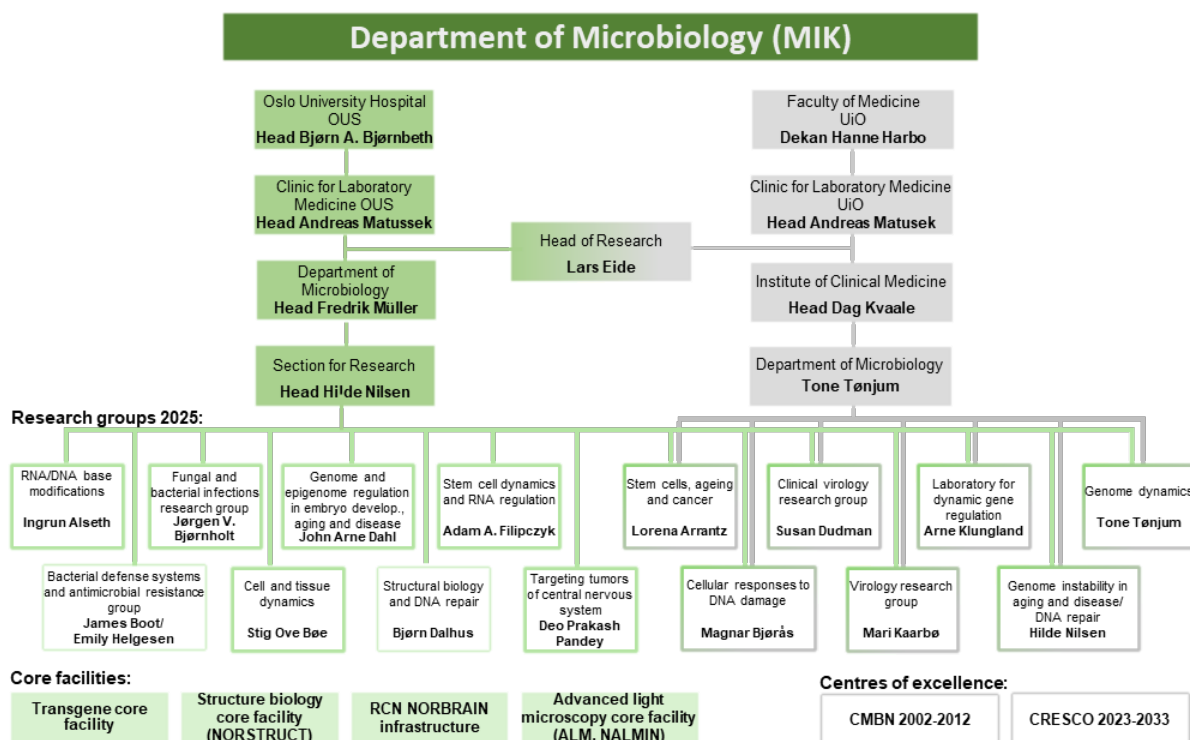 Department of Microbiology (MIK)
Oslo University Hospital
OUS
Head Bjørn A. Bjørnbeth
Faculty of Medicine
UiO
Dekan Hanne Harbo
Clinic for Laboratory
Medicine OUS
Head Andreas Matussek
Clinic for Laboratory Medicine
UiO
Head Andreas Matusek
Head of Research
Lars Eide
Department of
Microbiology
Head Fredrik Müller
Institute of Clinical Medicine
Head Dag Kvaale
Section for Research
Head Hilde Nilsen
Department of Microbiology
Tone Tønjum
Research groups 2025:
RNA/DNA base
modifications
Ingrun Alseth
Fungal and
bacterial infections
research group
Jørgen V.
Bjørnholt
Genome and
epigenome regulation
in embryo develop.,
aging and disease
John Arne Dahl
Stem cell dynamics
and RNA regulation
Adam A. Filipczyk
Stem cells, ageing
and cancer
Lorena Arrantz
Clinical virology
research group
Susan Dudman
Laboratory for
dynamic gene
regulation
Arne Klungland
Genome dynamics
Tone Tønjum
Bacterial defense systems
and antimicrobial resistance
group
James Boot/
Emily Helgesen
Cell and tissue
dynamics
Stig Ove Bøe
Structural biology
and DNA repair
Bjørn Dalhus
Targeting tumors
of central nervous
system
Deo Prakash
Pandey
Cellular responses to
DNA damage
Magnar Bjørås
Virology research
group
Mari Kaarbø
Genome instability in
aging and disease/
DNA repair
Hilde Nilsen
Core facilities:
Transgene core
facility
Structure biology
core facility
(NORSTRUCT)
RCN NORBRAIN
infrastructure
Advanced light
microscopy core facility
(ALM, NALMIN)
Centres of excellence:
CMBN 2002-2012
CRESCO 2023-2033